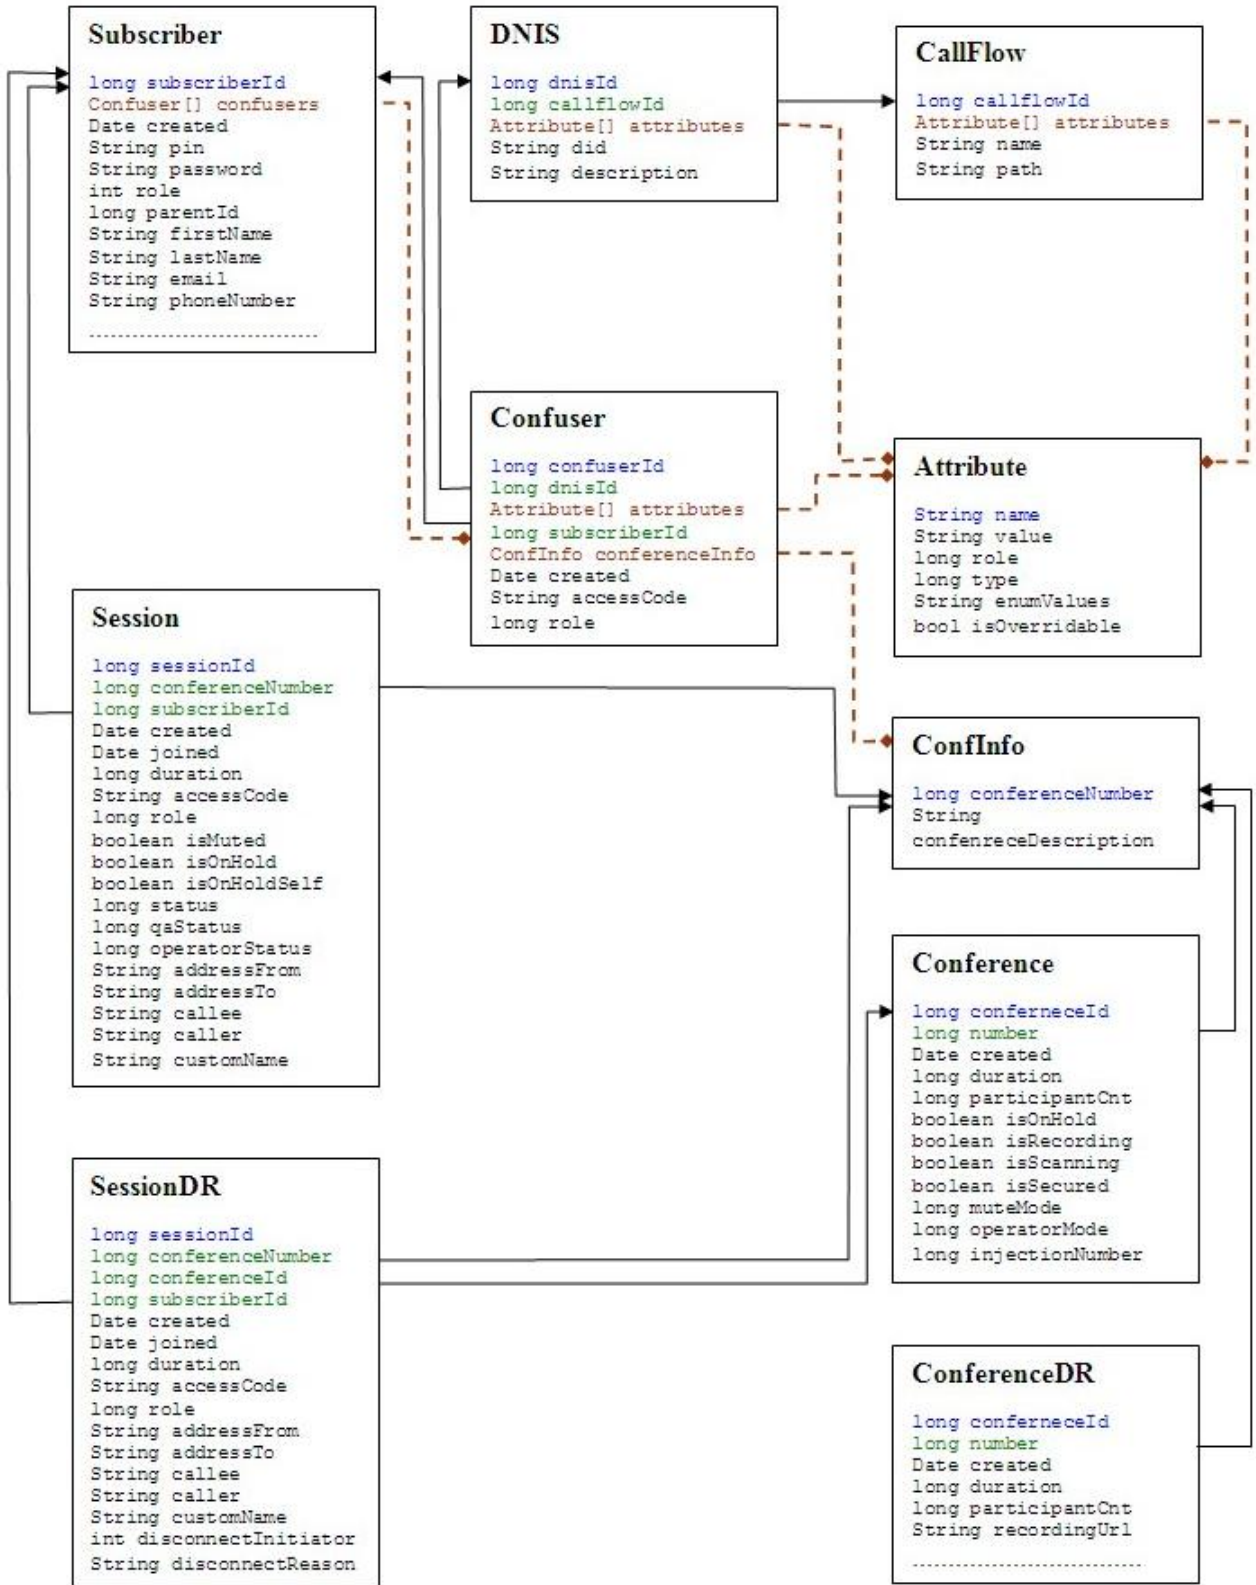 Subscriber
long subscriberId
Confuser[] confusers
Date created
String pin
String password
int role
long parentId
String firstName
String lastName
String email
String phoneNumber
DNIS
long dnisId
long callflowId
Attribute[] attributes
String did
String description
CallFlow
long callflowId
Attribute[] attributes
String name
String path
Confuser
long confuserId
long dnisId
Attribute[] attributes
long subscriberId
ConfInfo conferenceInfo
Date created
String accessCode
long role
Attribute
String name
String value
long role
long type
String enumValues
bool isOverridable
Session
long sessionId
long conferenceNumber
long subscriberId
Date created
Date joined
long duration
String accessCode
long role
boolean isMuted
boolean isOnHold
boolean isOnHoldSelf
long status
long qaStatus
long operatorStatus
String addressFrom
String addressTo
String callee
String caller
String customName
ConfInfo
long conferenceNumber
String
confenreceDescription
Conference
long conferneceId
long number
Date created
long duration
long participantCnt
boolean isOnHold
boolean isRecording
boolean isScanning
boolean isSecured
long muteMode
long operatorMode
long injectionNumber
SessionDR
long sessionId
long conferenceNumber
long conferenceId
long subscriberId
Date created
Date joined
long duration
String accessCode
long role
String addressFrom
String addressTo
String callee
String caller
String customName
int disconnectInitiator
String disconnectReason
ConferenceDR
long conferneceId
long number
Date created
long duration
long participantCnt
String recordingUrl